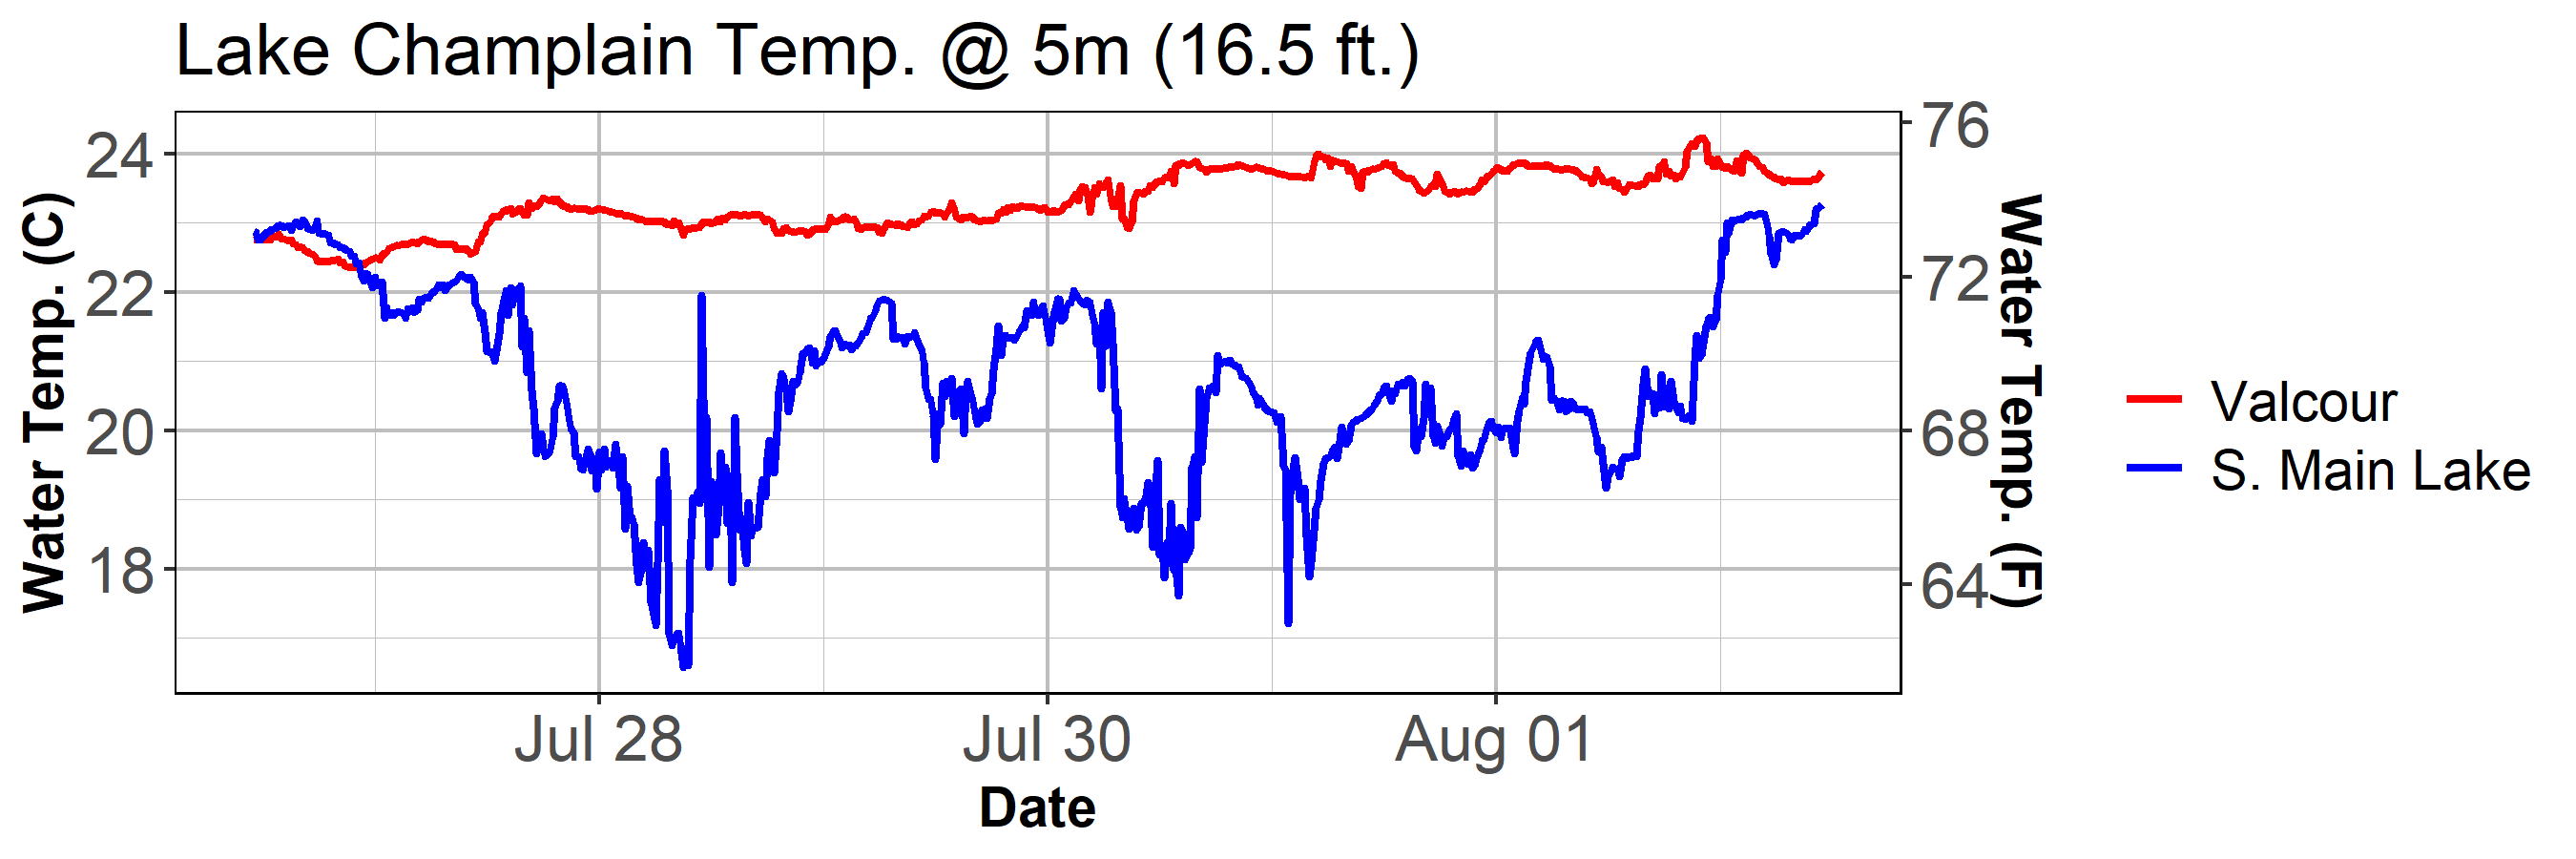 Lake Champlain Temp. @ 5m (16.5 ft.)
Water Temp. (C)
24
22
20
18
76
72
68
64
Water Temp. (F)
Jul 28
Jul 30
Aug 01
Date
Valcour
S. Main Lake